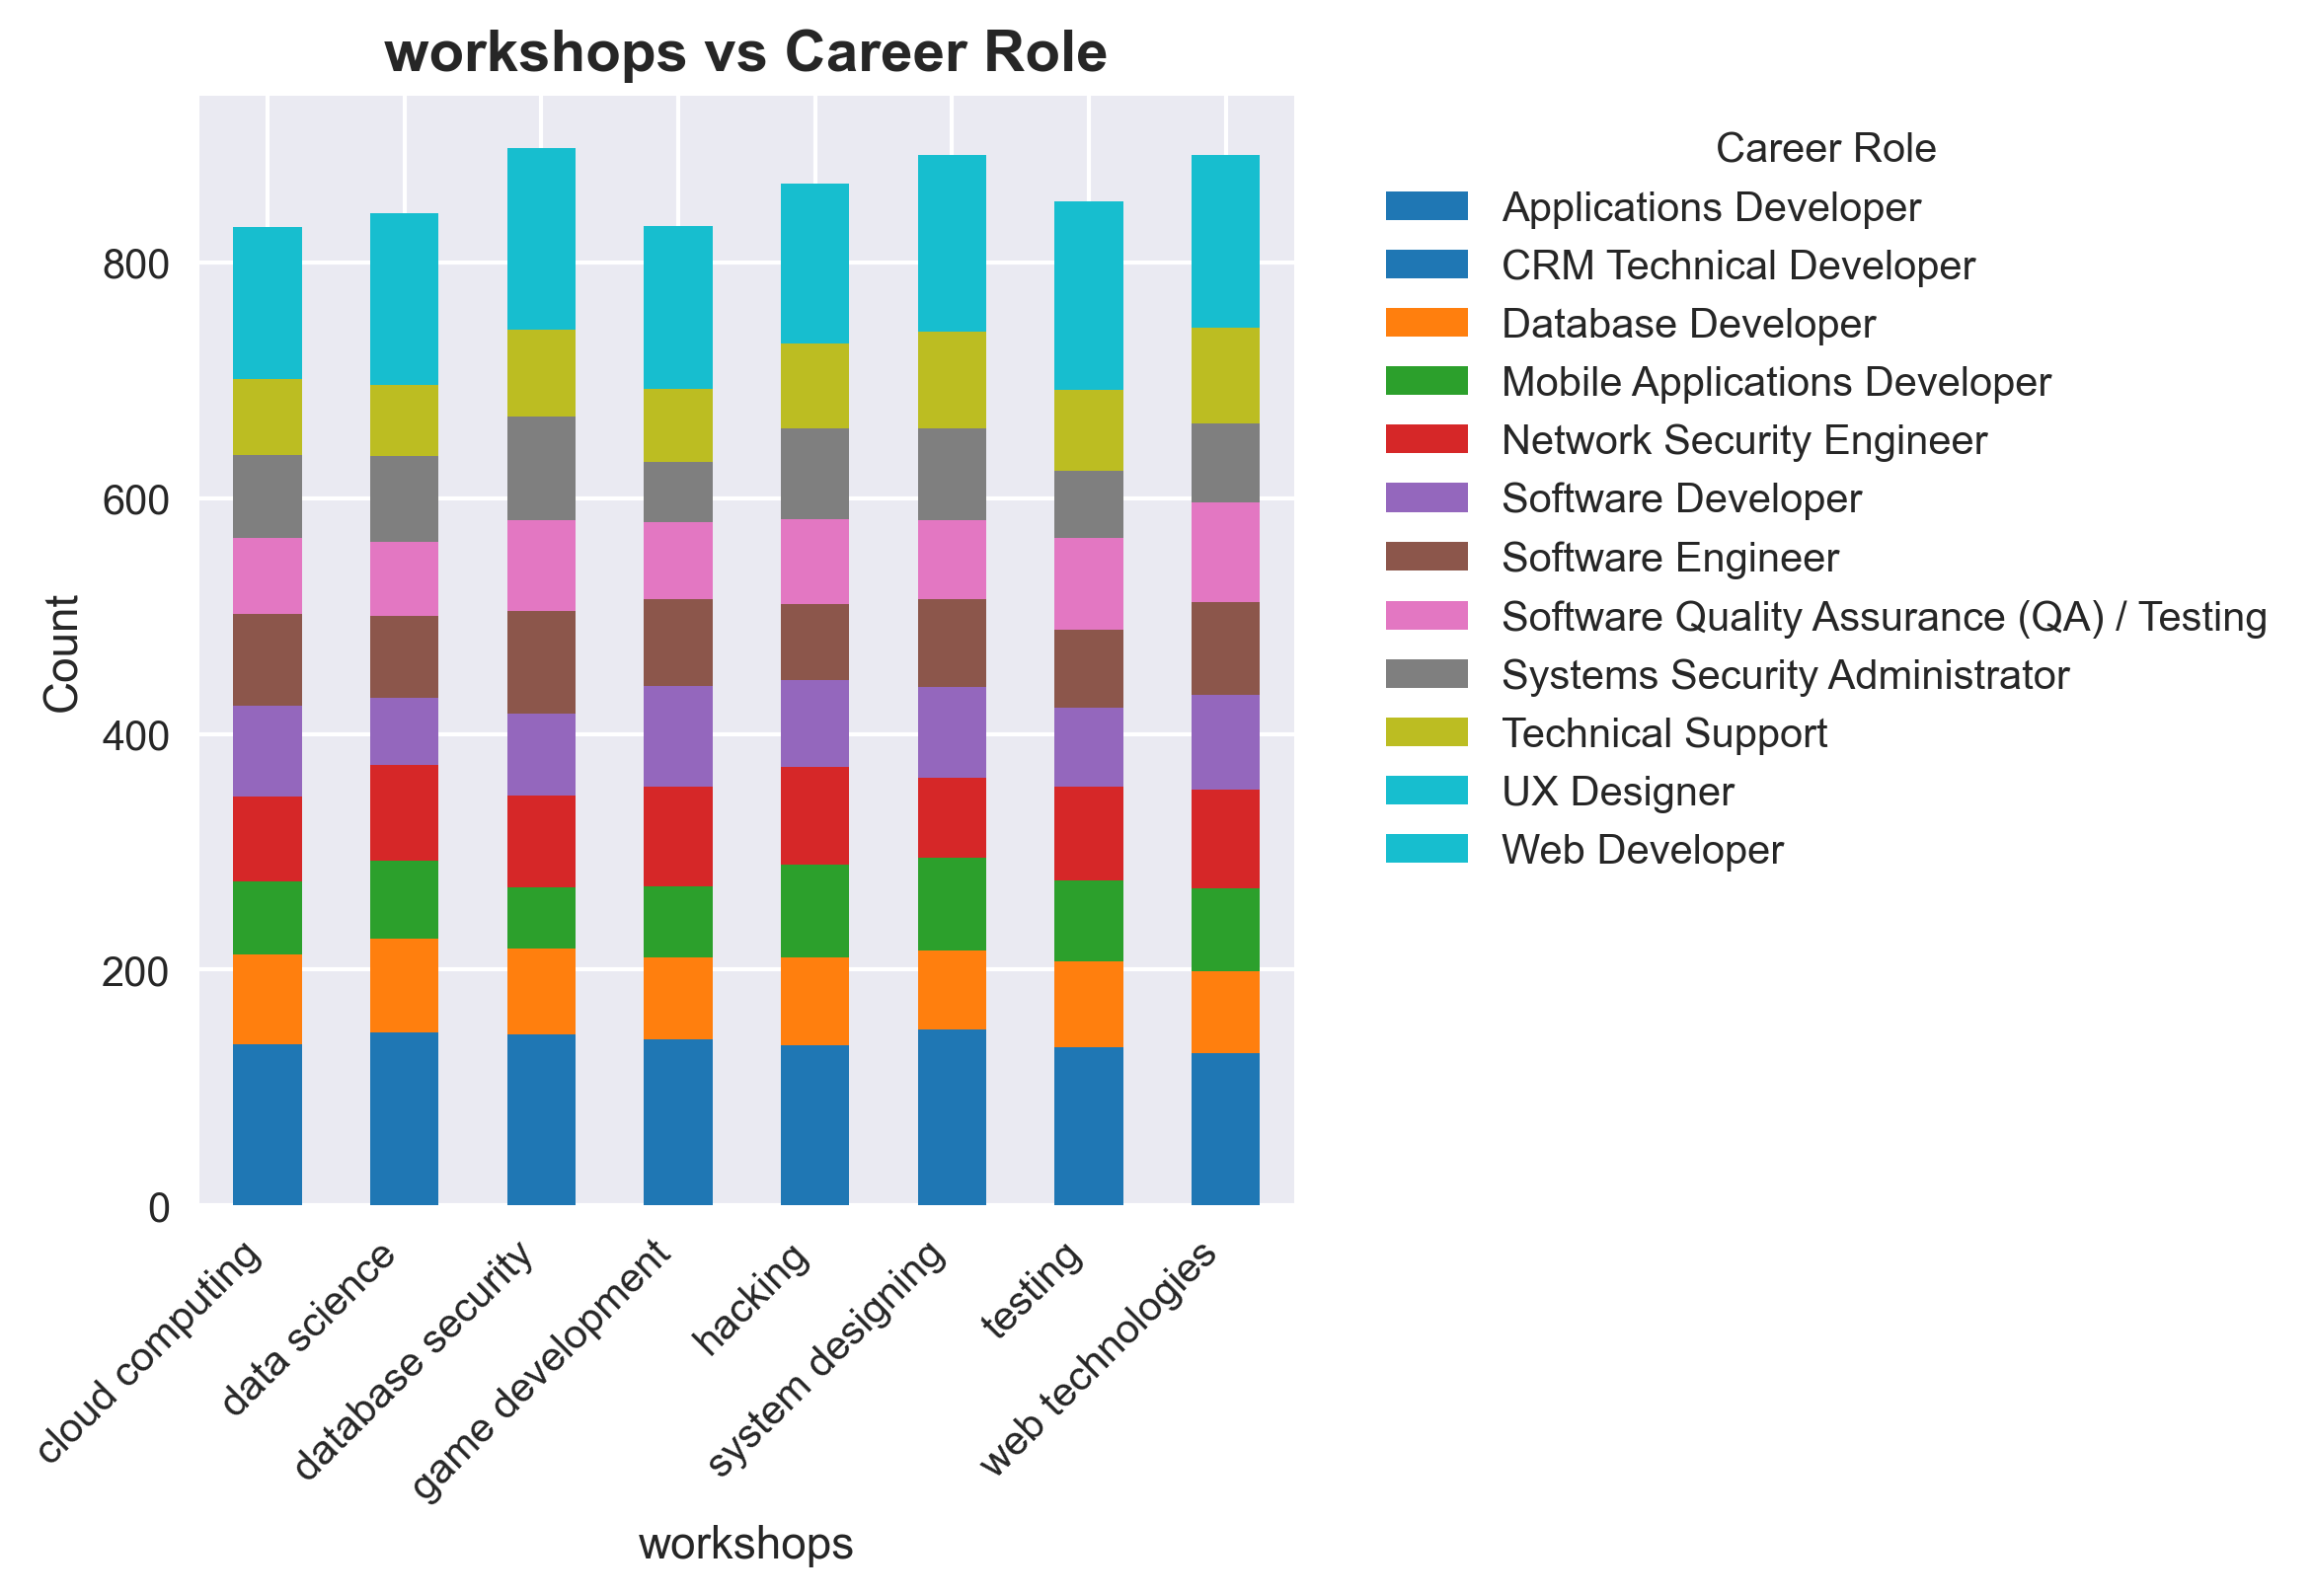 workshops vs Career Role
Career Role
Applications Developer
CRM Technical Developer
Database Developer
Mobile Applications Developer
Network Security Engineer
Software Developer
Software Engineer
Software Quality Assurance (QA) / Testing
Systems Security Administrator
Technical Support
UX Designer
Web Developer
Count
800
600
400
200
0
cloud computing
data science
database security
game development
hacking
system designing
testing
web technologies
workshops